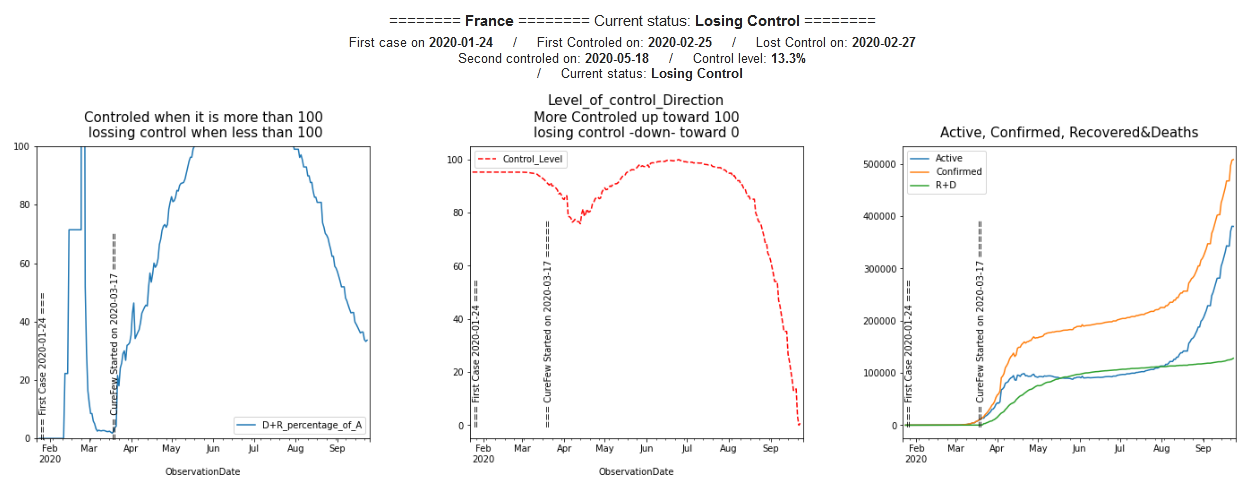 ======== France ======== Current status: Losing Control ========
First case on 2020-01-24 / First Controled on: 2020-02-25 / Lost Control on: 2020-02-27
Second controled on: 2020-05-18 / Control level: 13.3%
/ Current status: Losing Control
Controled when it is more than 100
lossing control when less than 100
100
80
60
40
20
0
=== First Case 2020-01-24 ===
== CureFew Started on 2020-03-17 =====
D+R_percentage_of_A
Feb
2020
Mar
Apr
May
Jun
Jul
Aug
Sep
ObservationDate
Level_of_control_Direction
More Controled up toward 100
losing control -down- toward 0
Control_Level
100
80
60
40
20
0
=== First Case 2020-01-24 ===
== CureFew Started on 2020-03-17 =====
Feb
2020
Mar
Apr
May
Jun
Jul
Aug
Sep
ObservationDate
Active, Confirmed, Recovered&Deaths
Active
Confirmed
R+D
500000
400000
300000
200000
100000
0
=== First Case 2020-01-24 ===
== CureFew Started on 2020-03-17 =====
Feb
2020
Mar
Apr
May
Jun
Jul
Aug
Sep